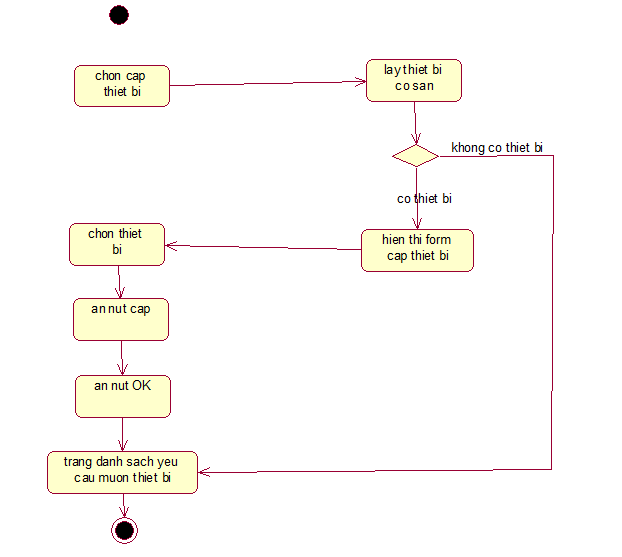 chon cap
thiet bi
lay thiet bi
co san
khong co thiet bi
co thiet bi
chon thiet
bi
hien thi form
cap thiet bi
an nut cap
an nut OK
trang danh sach yeu
cau muon thiet bi